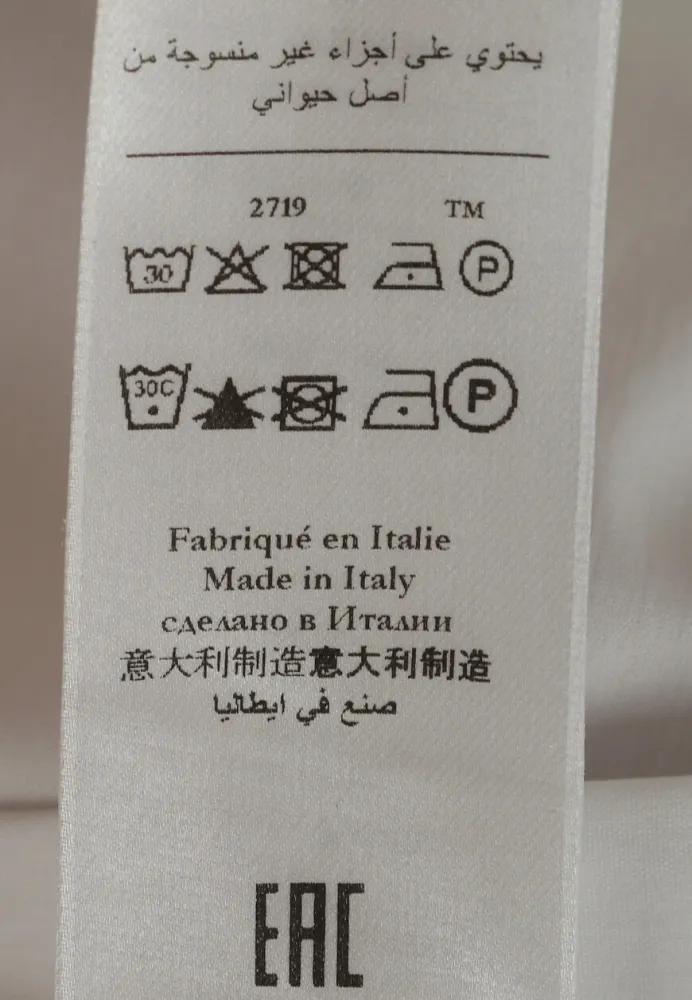 يحتوي على أجزاء غير منسوجة من
أصل حيواني
2719 TM
30 P
30C P
Fabriqué en Italie
Made in Italy
сделано в Италии
意大利制造意大利制造
صنع في ايطاليا
EAC